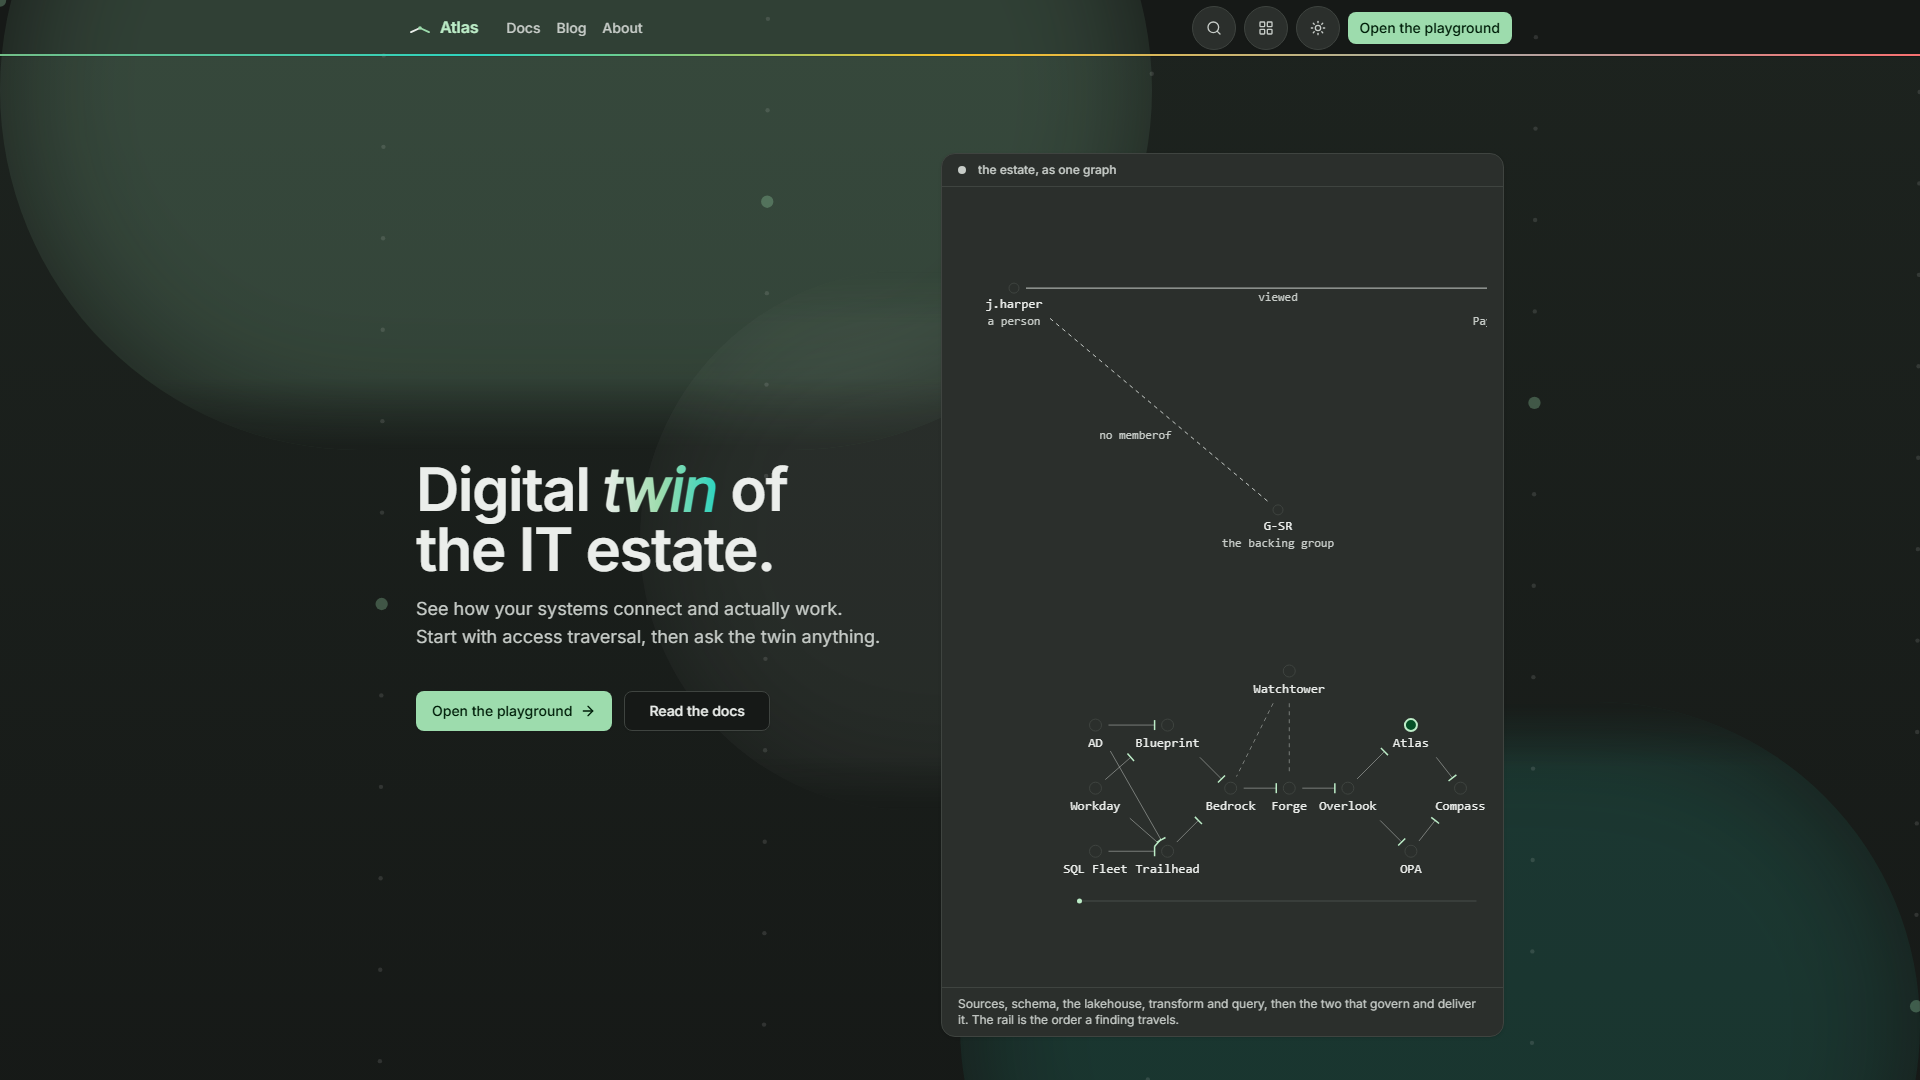 Atlas
Docs
Blog
About
Open the playground
the estate, as one graph
viewed
j.harper
a person
no memberof
G-SR
the backing group
Digital twin of
the IT estate.
See how your systems connect and actually work.
Start with access traversal, then ask the twin anything.
Open the playground
Read the docs
Watchtower
AD
Blueprint
Atlas
Workday
Bedrock
Forge
Overlook
Compass
SQL Fleet
Trailhead
OPA
Sources, schema, the lakehouse, transform and query, then the two that govern and deliver
it. The rail is the order a finding travels.